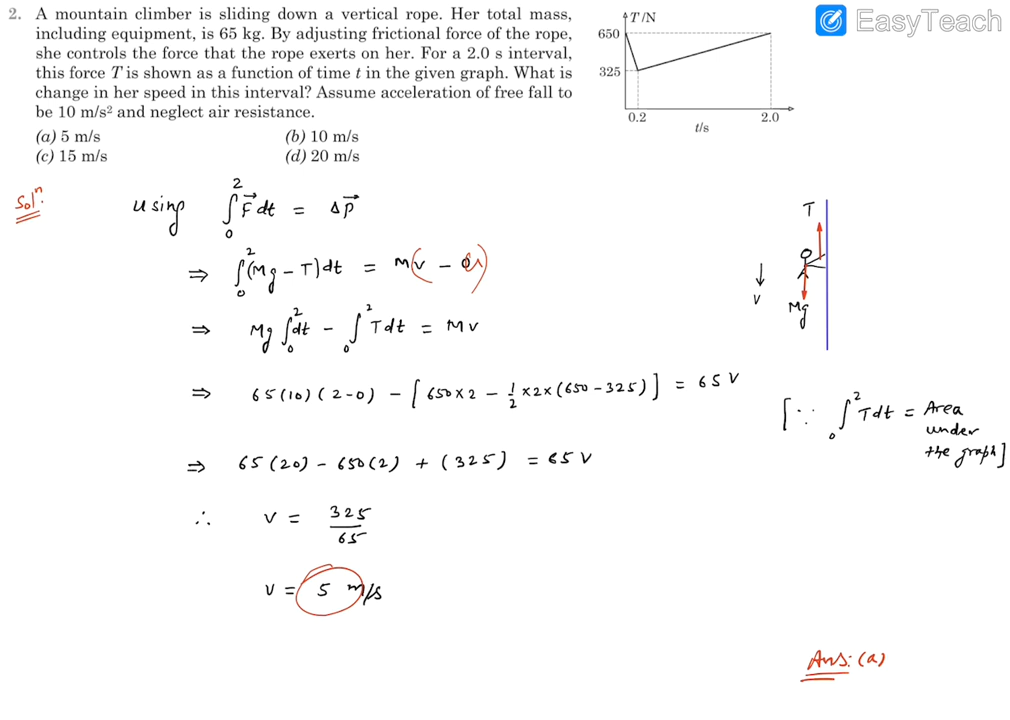 2. A mountain climber is sliding down a vertical rope. Her total mass,
including equipment, is 65 kg. By adjusting frictional force of the rope,
she controls the force that the rope exerts on her. For a 2.0 s interval,
this force T is shown as a function of time t in the given graph. What is
change in her speed in this interval? Assume acceleration of free fall to
be 10 m/s² and neglect air resistance.
(a) 5 m/s (b) 10 m/s
(c) 15 m/s (d) 20 m/s
T/N
650
325
0.2 2.0
t/s
EasyTeach
Solⁿ:
using ∫₀² F⃗ dt = Δp⃗
⇒ ∫₀² (Mg - T) dt = M(v - 0)
⇒ Mg ∫₀² dt - ∫₀² T dt = Mv
⇒ 65(10)(2-0) - [650×2 - 1/2 ×2×(650-325)] = 65 V
⇒ 65(20) - 650(2) + (325) = 65 V
∴ V = 325/65
V = 5 m/s
T
V
Mg
[∵ ∫₀² T dt = Area
under
the graph]
Ans: (a)